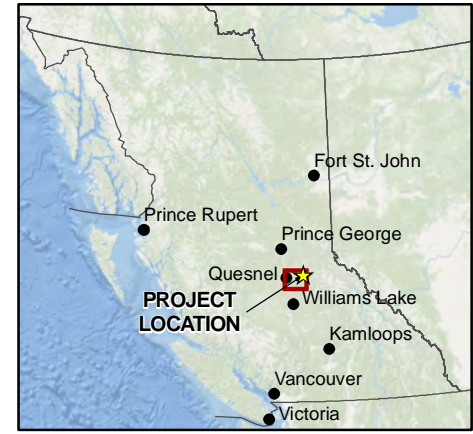 Fort St. John
Prince Rupert
Prince George
Quesnel
PROJECT
LOCATION
Williams Lake
Kamloops
Vancouver
Victoria